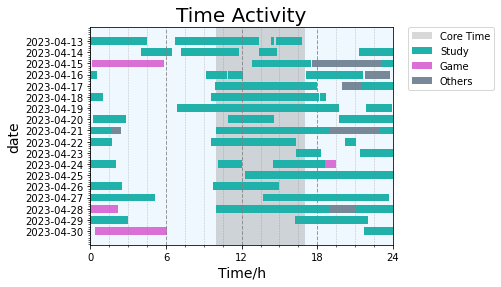 Time Activity
Core Time
Study
Game
Others
date
2023-04-13
2023-04-14
2023-04-15
2023-04-16
2023-04-17
2023-04-18
2023-04-19
2023-04-20
2023-04-21
2023-04-22
2023-04-23
2023-04-24
2023-04-25
2023-04-26
2023-04-27
2023-04-28
2023-04-29
2023-04-30
0 6 12 18 24
Time/h